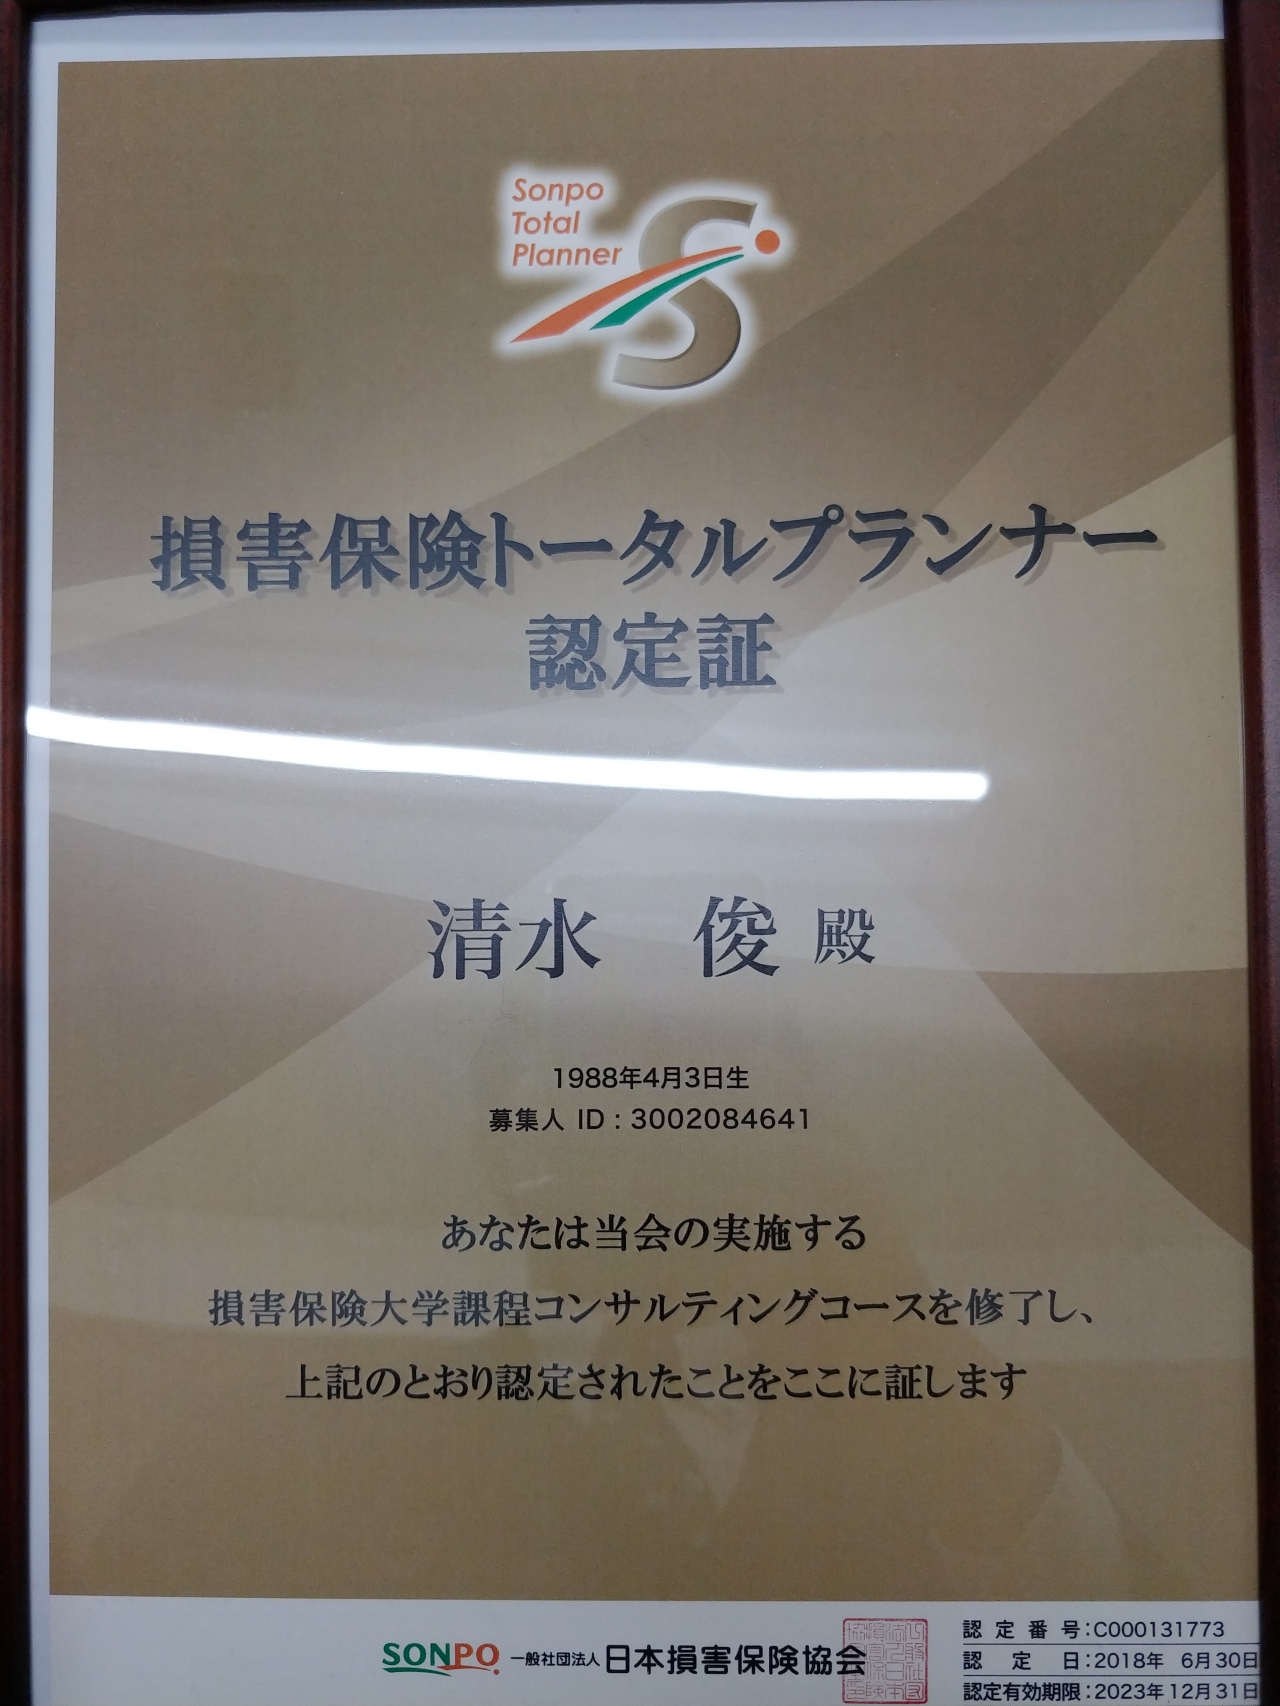 Sonpo
Total
Planner
損害保険トータルプランナー
認定証
清水 俊 殿
1988年4月3日生
募集人 ID：3002084641
あなたは当会の実施する
損害保険大学課程コンサルティングコースを修了し、
上記のとおり認定されたことをここに証します
SONPO 一般社団法人 日本損害保険協会
認定番号：C000131773
認定日：2018年 6月30日
認定有効期限：2023年12月31日